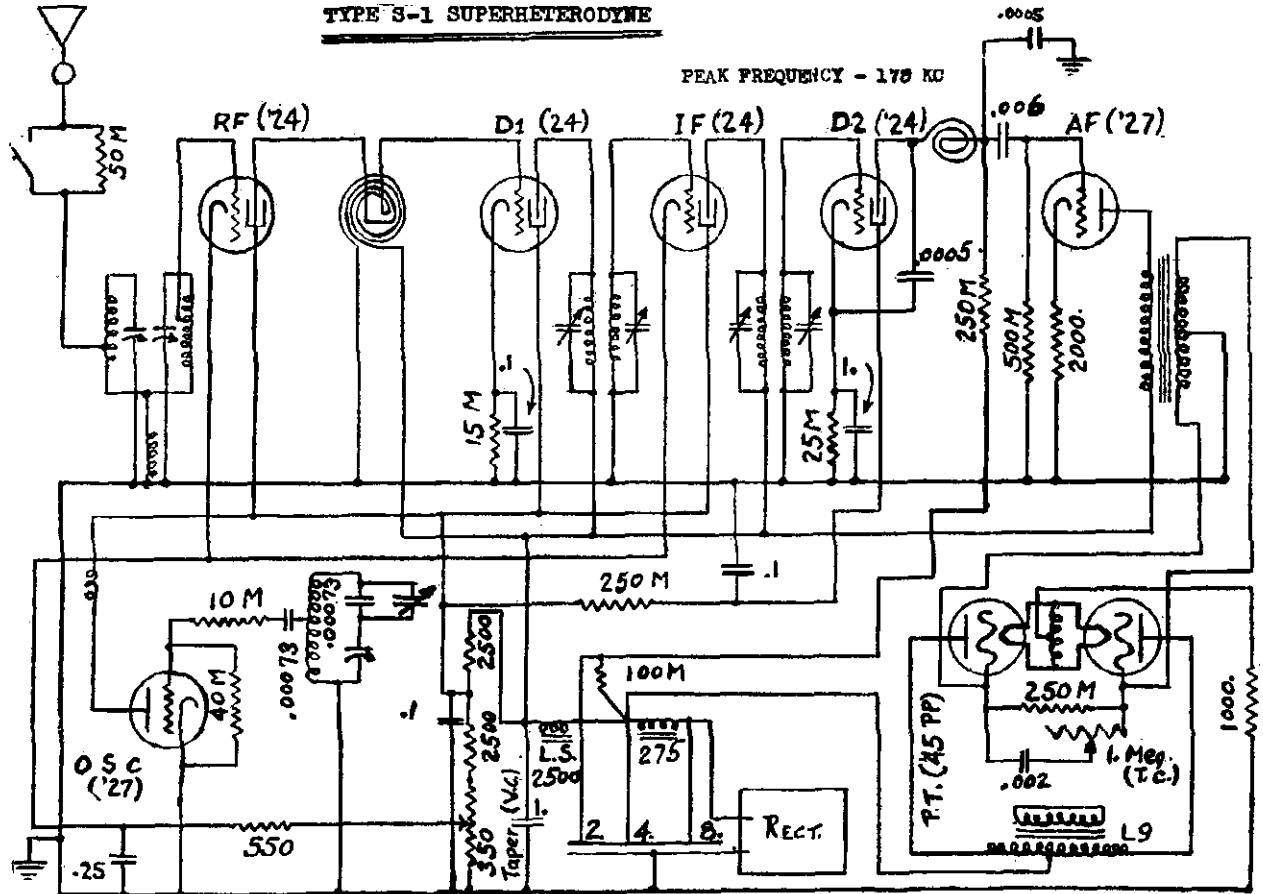 TYPE S-1 SUPERHETERODYNE
.0005
PEAK FREQUENCY - 175 KC
.006
RF ('24)
D1 (24)
IF (24)
D2 ('24)
AF ('27)
50 M
.0005
250 M
500 M
2000.
.1
1.
15 M
25 M
.1
250 M
10 M
.00073
.00073
2500
40 M
100 M
250 M
1000.
.1
2500
L.S.
2500
275
O S C
('27)
P.T. ('45 PP)
1. Meg.
(T.C.)
.002
350
Taper (V.C.)
1.
2.
4.
8.
RECT.
L9
550
.25